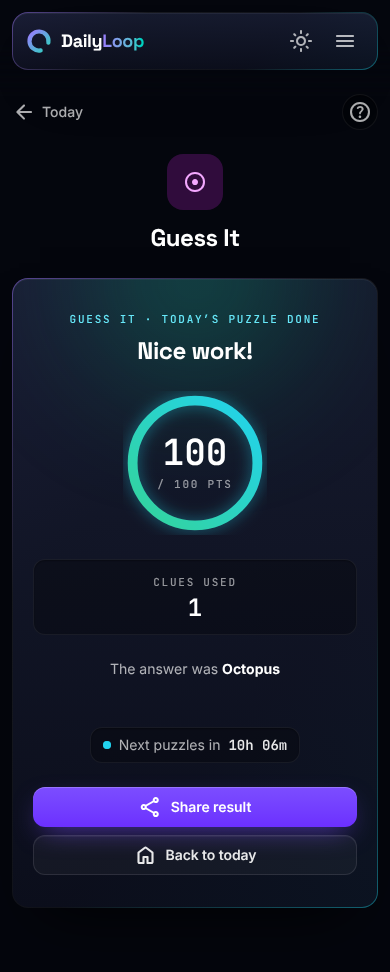 DailyLoop
Today
Guess It
GUESS IT · TODAY’S PUZZLE DONE
Nice work!
100
/ 100 PTS
CLUES USED
1
The answer was Octopus
Next puzzles in 10h 06m
Share result
Back to today